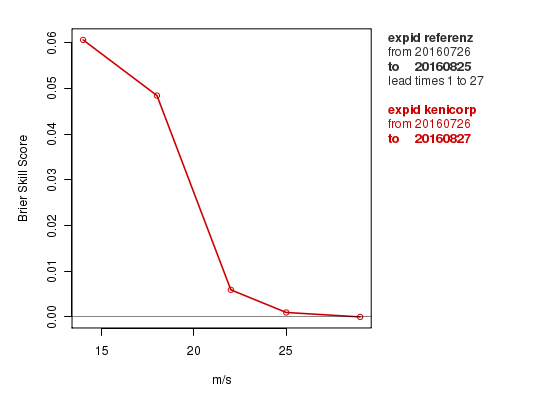 expid referenz
from 20160726
to 20160825
lead times 1 to 27
expid kenicorp
from 20160726
to 20160827
Brier Skill Score
0.06
0.05
0.04
0.03
0.02
0.01
0.00
15 20 25
m/s